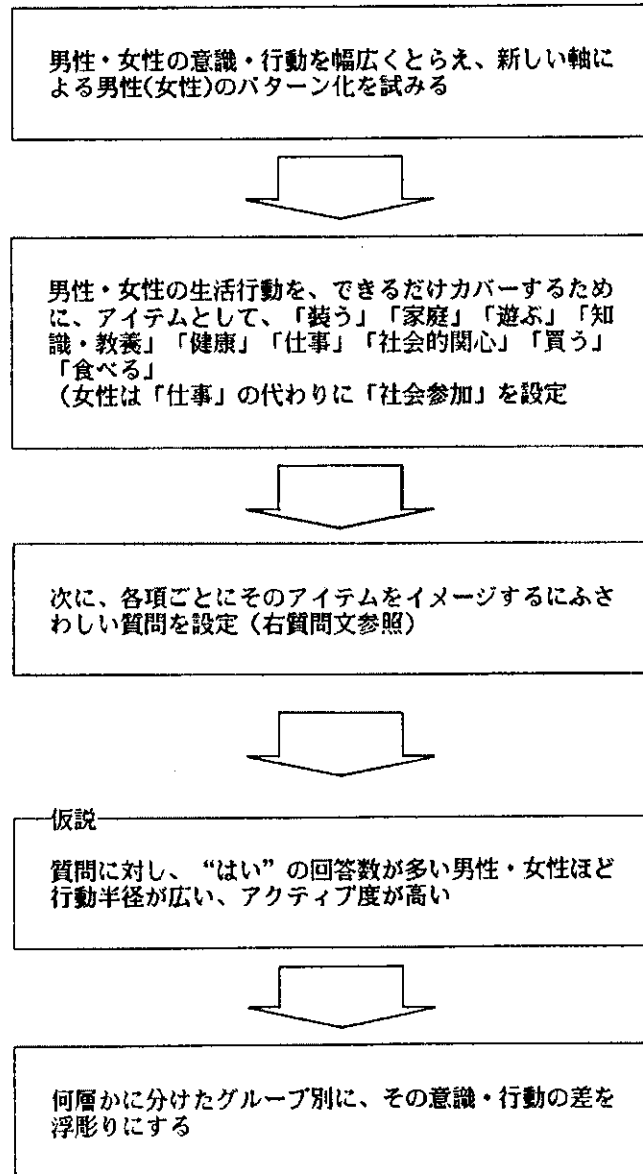 男性・女性の意識・行動を幅広くとらえ、新しい軸に
よる男性(女性)のパターン化を試みる
男性・女性の生活行動を、できるだけカバーするため
に、アイテムとして、「装う」「家庭」「遊ぶ」「知
識・教養」「健康」「仕事」「社会的関心」「買う」
「食べる」
（女性は「仕事」の代わりに「社会参加」を設定
次に、各項ごとにそのアイテムをイメージするにふさ
わしい質問を設定（右質問文参照）
仮説
質問に対し、“はい”の回答数が多い男性・女性ほど
行動半径が広い、アクティブ度が高い
何層かに分けたグループ別に、その意識・行動の差を
浮彫りにする